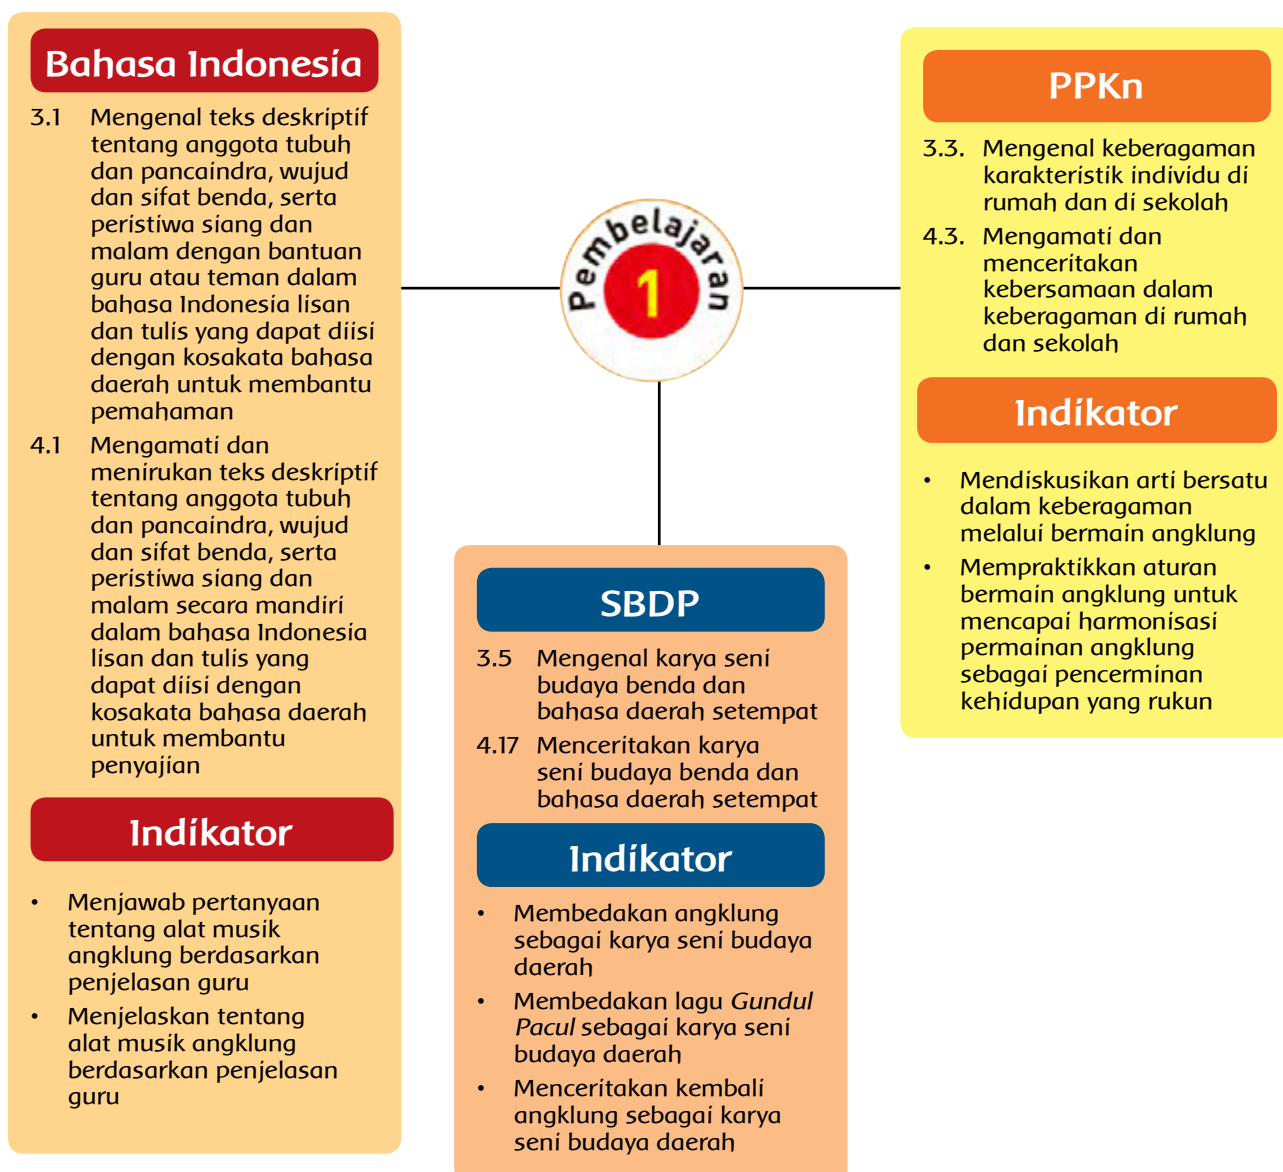 Bahasa Indonesia
3.1 Mengenal teks deskriptif
tentang anggota tubuh
dan pancaindra, wujud
dan sifat benda, serta
peristiwa siang dan
malam dengan bantuan
guru atau teman dalam
bahasa Indonesia lisan
dan tulis yang dapat diisi
dengan kosakata bahasa
daerah untuk membantu
pemahaman
4.1 Mengamati dan
menirukan teks deskriptif
tentang anggota tubuh
dan pancaindra, wujud
dan sifat benda, serta
peristiwa siang dan
malam secara mandiri
dalam bahasa Indonesia
lisan dan tulis yang
dapat diisi dengan
kosakata bahasa daerah
untuk membantu
penyajian
Indikator
• Menjawab pertanyaan
tentang alat musik
angklung berdasarkan
penjelasan guru
• Menjelaskan tentang
alat musik angklung
berdasarkan penjelasan
guru
Pembelajaran
1
SBDP
3.5 Mengenal karya seni
budaya benda dan
bahasa daerah setempat
4.17 Menceritakan karya
seni budaya benda dan
bahasa daerah setempat
Indikator
• Membedakan angklung
sebagai karya seni budaya
daerah
• Membedakan lagu Gundul
Pacul sebagai karya seni
budaya daerah
• Menceritakan kembali
angklung sebagai karya
seni budaya daerah
PPKn
3.3. Mengenal keberagaman
karakteristik individu di
rumah dan di sekolah
4.3. Mengamati dan
menceritakan
kebersamaan dalam
keberagaman di rumah
dan sekolah
Indikator
• Mendiskusikan arti bersatu
dalam keberagaman
melalui bermain angklung
• Mempraktikkan aturan
bermain angklung untuk
mencapai harmonisasi
permainan angklung
sebagai pencerminan
kehidupan yang rukun